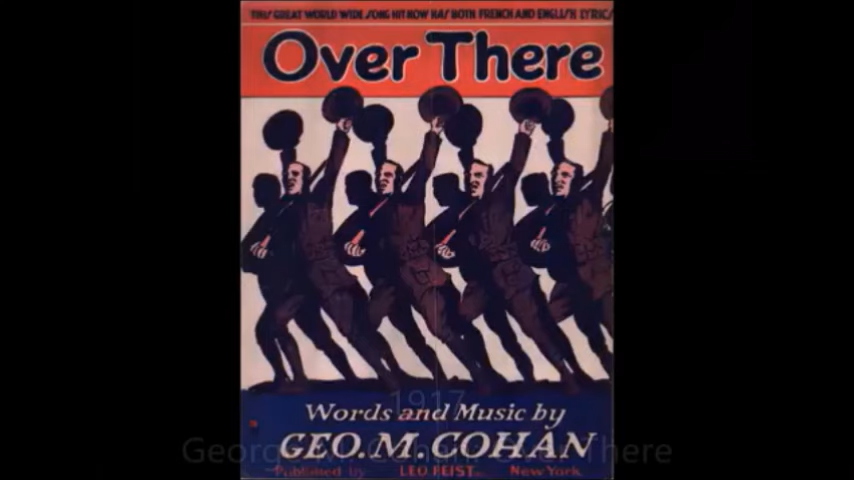 THIS GREAT WORLD WIDE SONG HIT NOW HAS BOTH FRENCH AND ENGLISH LYRICS
Over There
1917
Words and Music by
GEO. M. COHAN
George M. Cohan Over There
Published by LEO. FEIST New York